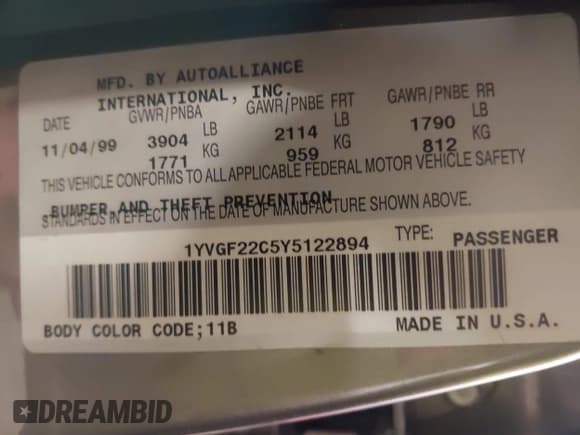 MFD. BY AUTOALLIANCE
INTERNATIONAL, INC.
DATE GVWR/PNBA GAWR/PNBE FRT GAWR/PNBE RR
11/04/99 3904 LB 2114 LB 1790 LB
1771 KG 959 KG 812 KG
THIS VEHICLE CONFORMS TO ALL APPLICABLE FEDERAL MOTOR VEHICLE SAFETY
BUMPER AND THEFT PREVENTION
STANDARDS IN EFFECT ON THE DATE OF MANUFACTURE SHOWN ABOVE.
1YVGF22C5Y5122894 TYPE: PASSENGER
BODY COLOR CODE;11B MADE IN U.S.A.
DREAMBID